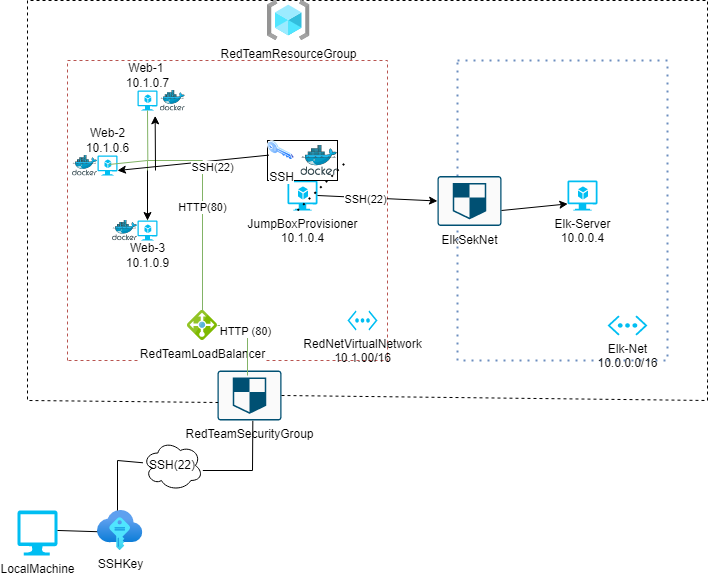 RedTeamResourceGroup
Web-1
10.1.0.7
docker
Web-2
10.1.0.6
docker
SSH(22)
SSH
docker
SSH(22)
HTTP(80)
JumpBoxProvisioner
10.1.0.4
docker
Web-3
10.1.0.9
ElkSekNet
Elk-Server
10.0.0.4
HTTP (80)
RedTeamLoadBalancer
RedNetVirtualNetwork
10.1.00/16
Elk-Net
10.0.0.0/16
RedTeamSecurityGroup
SSH(22)
LocalMachine
SSHKey